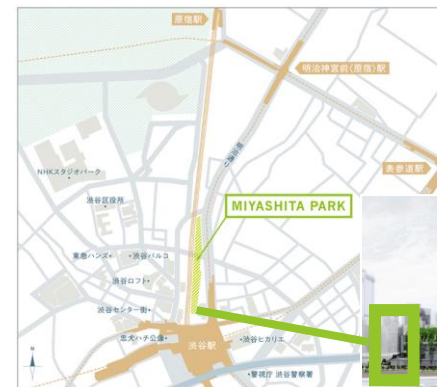 原宿駅
明治神宮前〈原宿〉駅
明治通り
表参道駅
NHKスタジオパーク
渋谷区役所
MIYASHITA PARK
東急ハンズ
渋谷パルコ
渋谷ロフト
渋谷センター街
忠犬ハチ公像
渋谷駅
渋谷ヒカリエ
警視庁 渋谷警察署
N